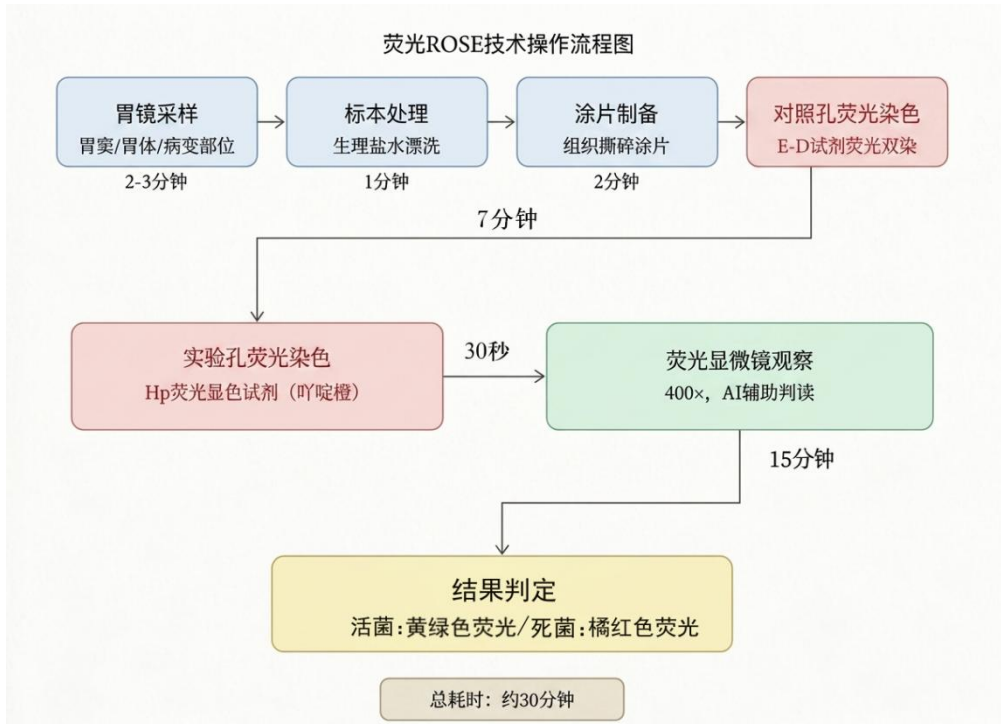 荧光ROSE技术操作流程图
胃镜采样
胃窦/胃体/病变部位
2-3分钟
标本处理
生理盐水漂洗
1分钟
涂片制备
组织撕碎涂片
2分钟
对照孔荧光染色
E-D试剂荧光双染
7分钟
实验孔荧光染色
Hp荧光显色试剂（吖啶橙）
30秒
荧光显微镜观察
400×，AI辅助判读
15分钟
结果判定
活菌：黄绿色荧光/死菌：橘红色荧光
总耗时：约30分钟